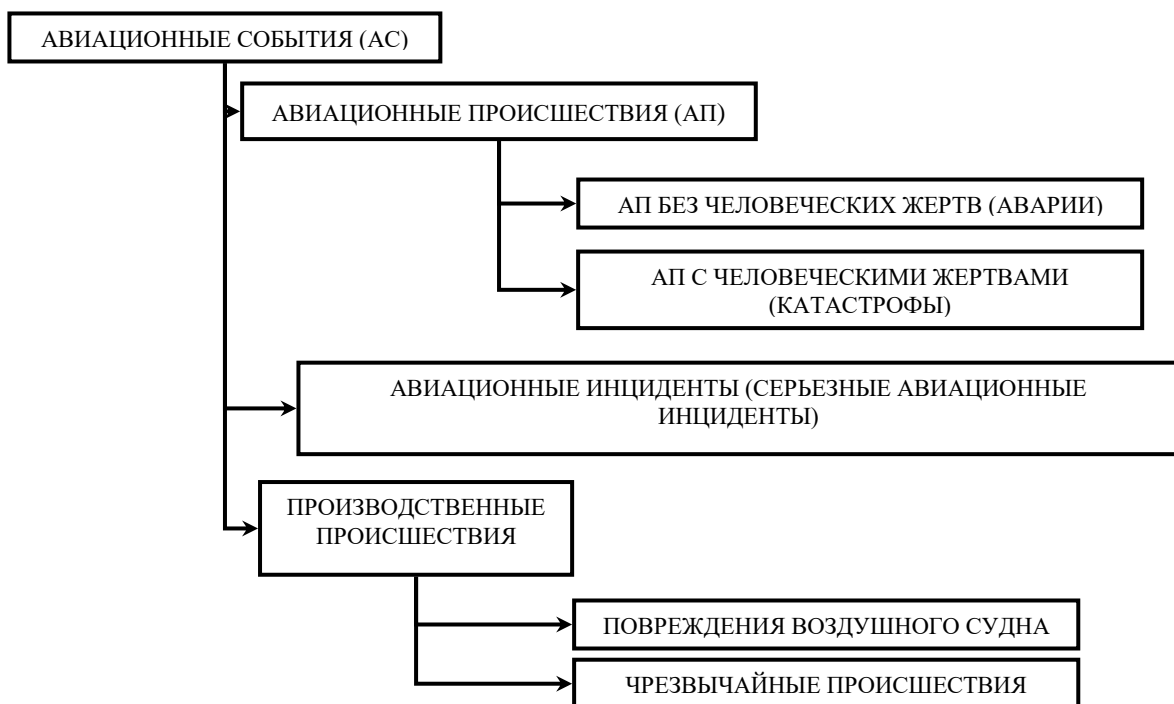 АВИАЦИОННЫЕ СОБЫТИЯ (АС)
АВИАЦИОННЫЕ ПРОИСШЕСТВИЯ (АП)
АП БЕЗ ЧЕЛОВЕЧЕСКИХ ЖЕРТВ (АВАРИИ)
АП С ЧЕЛОВЕЧЕСКИМИ ЖЕРТВАМИ
(КАТАСТРОФЫ)
АВИАЦИОННЫЕ ИНЦИДЕНТЫ (СЕРЬЕЗНЫЕ АВИАЦИОННЫЕ
ИНЦИДЕНТЫ)
ПРОИЗВОДСТВЕННЫЕ
ПРОИСШЕСТВИЯ
ПОВРЕЖДЕНИЯ ВОЗДУШНОГО СУДНА
ЧРЕЗВЫЧАЙНЫЕ ПРОИСШЕСТВИЯ